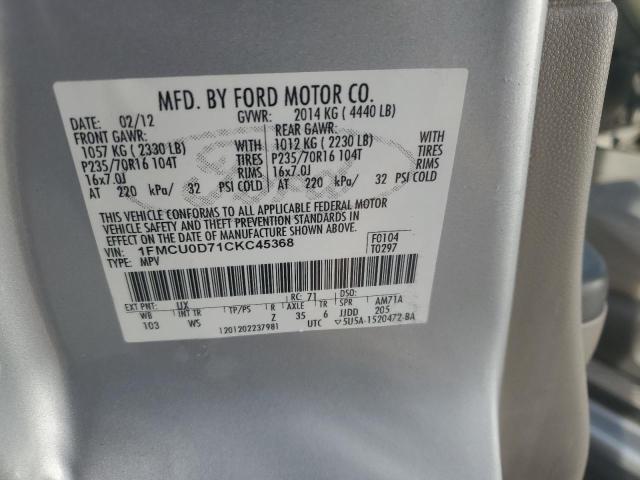 MFD. BY FORD MOTOR CO.
DATE: 02/12 GVWR: 2014 KG ( 4440 LB)
FRONT GAWR: REAR GAWR:
1057 KG ( 2330 LB) WITH 1012 KG ( 2230 LB) WITH
P235/70R16 104T TIRES P235/70R16 104T TIRES
16x7.0J RIMS 16x7.0J RIMS
AT 220 kPa/ 32 PSI COLD AT 220 kPa/ 32 PSI COLD
THIS VEHICLE CONFORMS TO ALL APPLICABLE FEDERAL MOTOR
VEHICLE SAFETY AND THEFT PREVENTION STANDARDS IN
EFFECT ON THE DATE OF MANUFACTURE SHOWN ABOVE.
VIN: 1FMCU0D71CKC45368 F0104
TYPE: MPV T0297
EXT PNT: UX RC: 71 DSO:
WB INT TR TP/PS R AXLE TR SPR AM71A
103 WS Z 35 6 JJDD 205
1201202237981 UTC ▽5U5A-1520472-BA
Ford